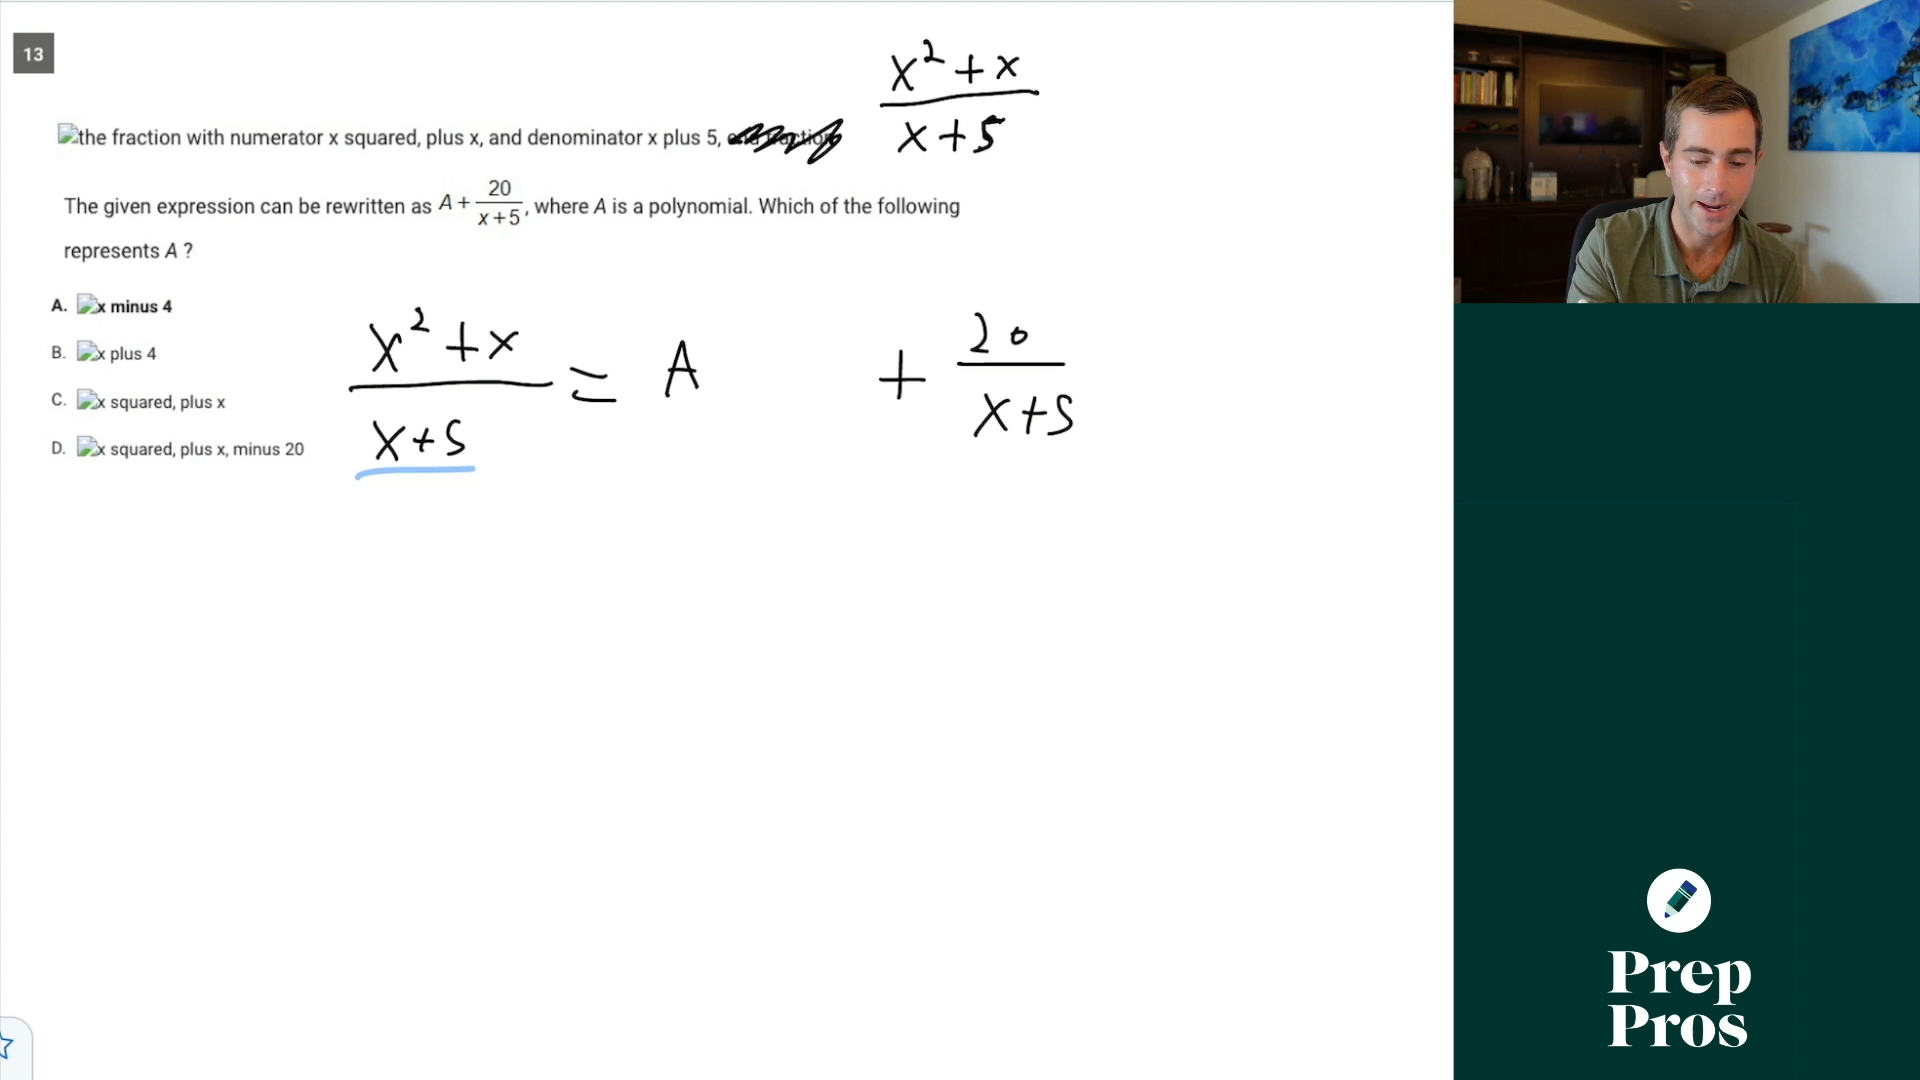 13
x² + x
x + 5
the fraction with numerator x squared, plus x, and denominator x plus 5,
The given expression can be rewritten as A + 20/(x+5), where A is a polynomial. Which of the following
represents A ?
A. x minus 4
B. x plus 4
C. x squared, plus x
D. x squared, plus x, minus 20
x² + x
x + 5
= A + 20
x + 5
Prep
Pros